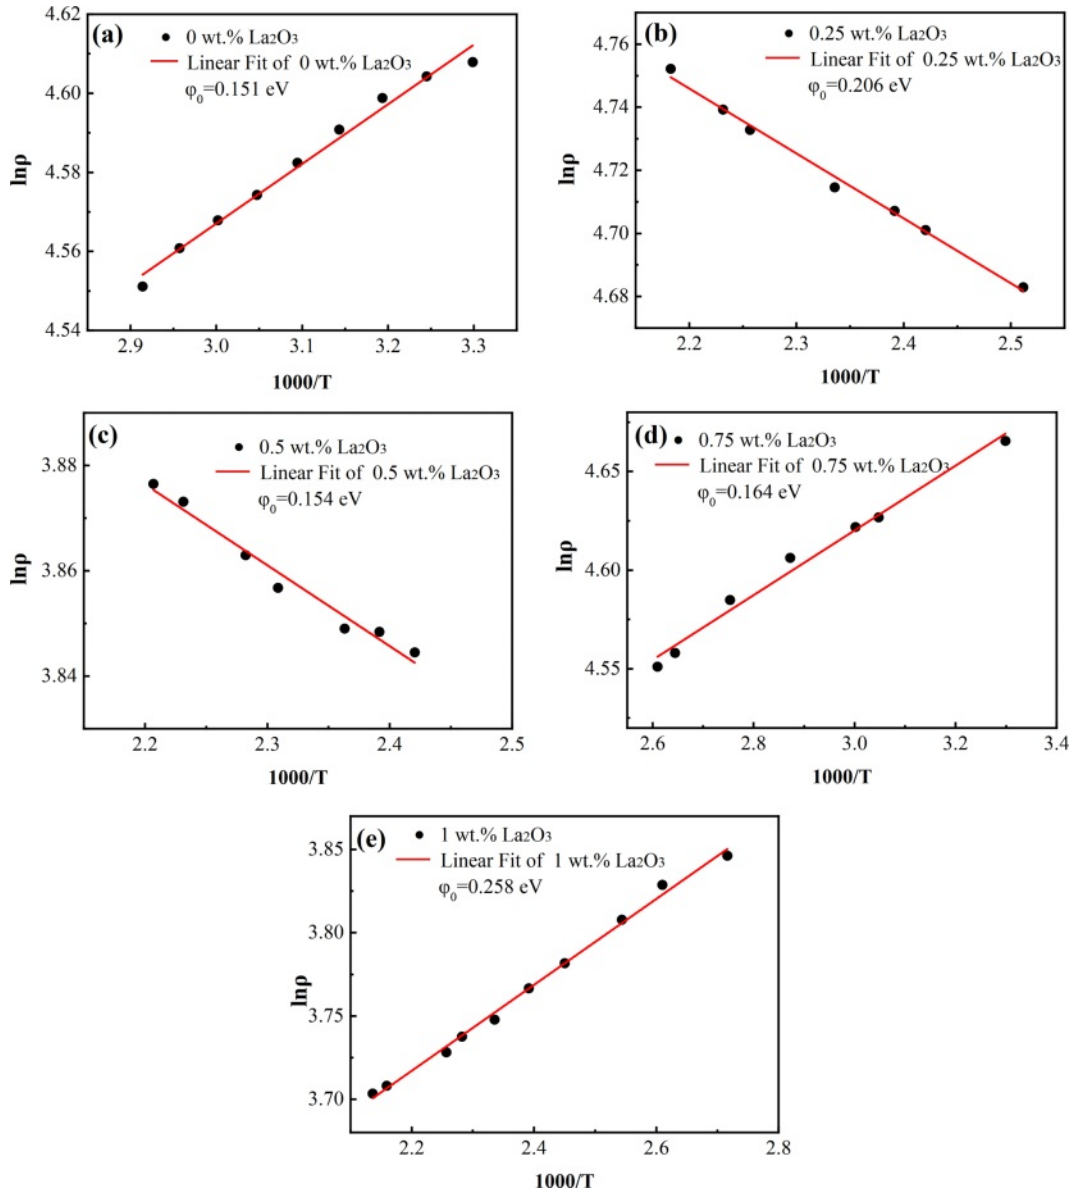 (a)
0 wt.% La2O3
Linear Fit of 0 wt.% La2O3
φ0=0.151 eV
4.62
4.60
4.58
4.56
4.54
lnρ
2.9 3.0 3.1 3.2 3.3
1000/T
(b)
0.25 wt.% La2O3
Linear Fit of 0.25 wt.% La2O3
φ0=0.206 eV
4.76
4.74
4.72
4.70
4.68
lnρ
2.2 2.3 2.4 2.5
1000/T
(c)
0.5 wt.% La2O3
Linear Fit of 0.5 wt.% La2O3
φ0=0.154 eV
3.88
3.86
3.84
lnρ
2.2 2.3 2.4 2.5
1000/T
(d)
0.75 wt.% La2O3
Linear Fit of 0.75 wt.% La2O3
φ0=0.164 eV
4.65
4.60
4.55
lnρ
2.6 2.8 3.0 3.2 3.4
1000/T
(e)
1 wt.% La2O3
Linear Fit of 1 wt.% La2O3
φ0=0.258 eV
3.85
3.80
3.75
3.70
lnρ
2.2 2.4 2.6 2.8
1000/T